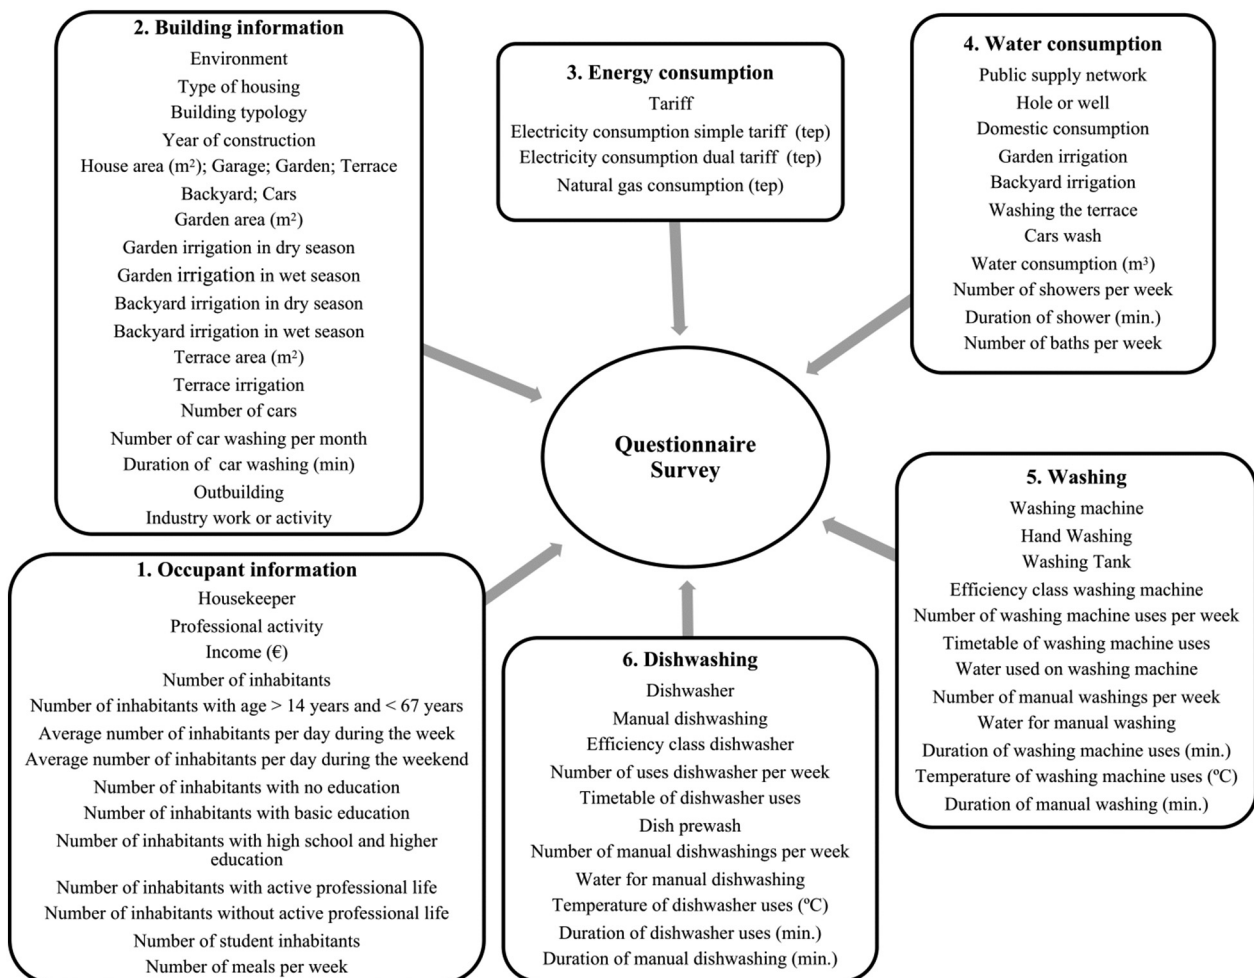 2. Building information
Environment
Type of housing
Building typology
Year of construction
House area (m²); Garage; Garden; Terrace
Backyard; Cars
Garden area (m²)
Garden irrigation in dry season
Garden irrigation in wet season
Backyard irrigation in dry season
Backyard irrigation in wet season
Terrace area (m²)
Terrace irrigation
Number of cars
Number of car washing per month
Duration of car washing (min)
Outbuilding
Industry work or activity
3. Energy consumption
Tariff
Electricity consumption simple tariff (tep)
Electricity consumption dual tariff (tep)
Natural gas consumption (tep)
4. Water consumption
Public supply network
Hole or well
Domestic consumption
Garden irrigation
Backyard irrigation
Washing the terrace
Cars wash
Water consumption (m³)
Number of showers per week
Duration of shower (min.)
Number of baths per week
Questionnaire
Survey
1. Occupant information
Housekeeper
Professional activity
Income (€)
Number of inhabitants
Number of inhabitants with age > 14 years and < 67 years
Average number of inhabitants per day during the week
Average number of inhabitants per day during the weekend
Number of inhabitants with no education
Number of inhabitants with basic education
Number of inhabitants with high school and higher
education
Number of inhabitants with active professional life
Number of inhabitants without active professional life
Number of student inhabitants
Number of meals per week
6. Dishwashing
Dishwasher
Manual dishwashing
Efficiency class dishwasher
Number of uses dishwasher per week
Timetable of dishwasher uses
Dish prewash
Number of manual dishwashings per week
Water for manual dishwashing
Temperature of dishwasher uses (ºC)
Duration of dishwasher uses (min.)
Duration of manual dishwashing (min.)
5. Washing
Washing machine
Hand Washing
Washing Tank
Efficiency class washing machine
Number of washing machine uses per week
Timetable of washing machine uses
Water used on washing machine
Number of manual washings per week
Water for manual washing
Duration of washing machine uses (min.)
Temperature of washing machine uses (ºC)
Duration of manual washing (min.)